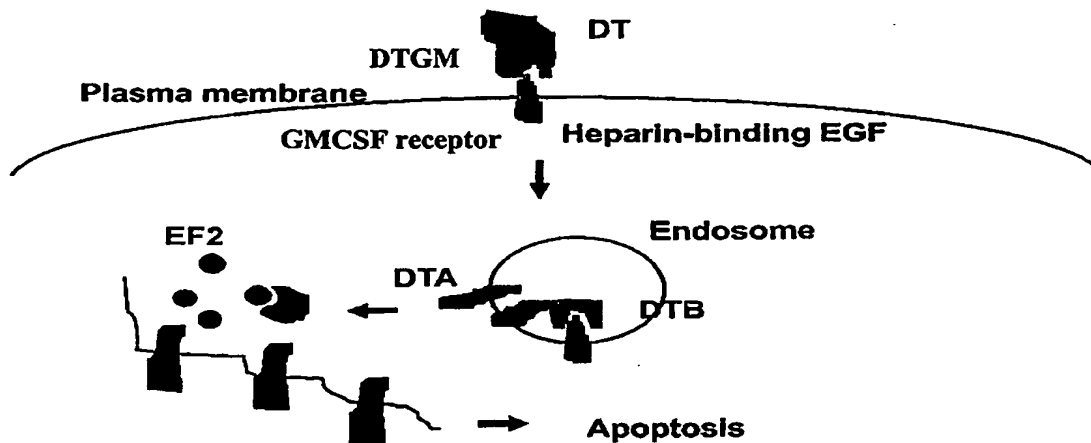 DT
DTGM
Plasma membrane
GMCSF receptor
Heparin-binding EGF
Endosome
EF2
DTA
DTB
Apoptosis